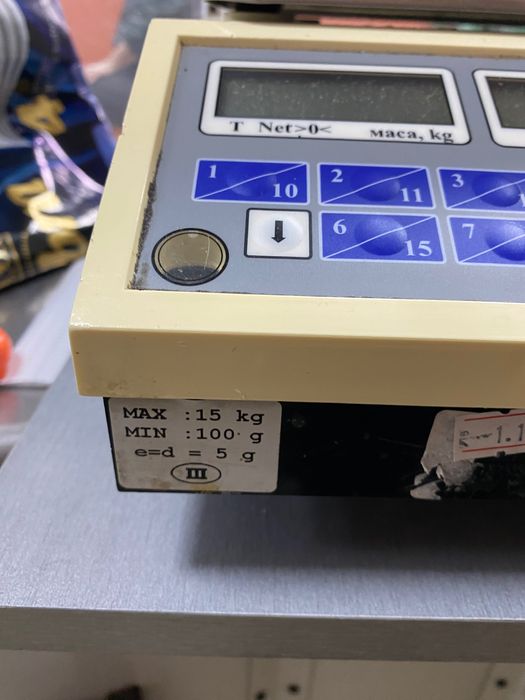 T Net>0< маса, kg
1 10 2 11 3
6 15 7
MAX :15 kg
MIN :100 g
e=d = 5 g
III